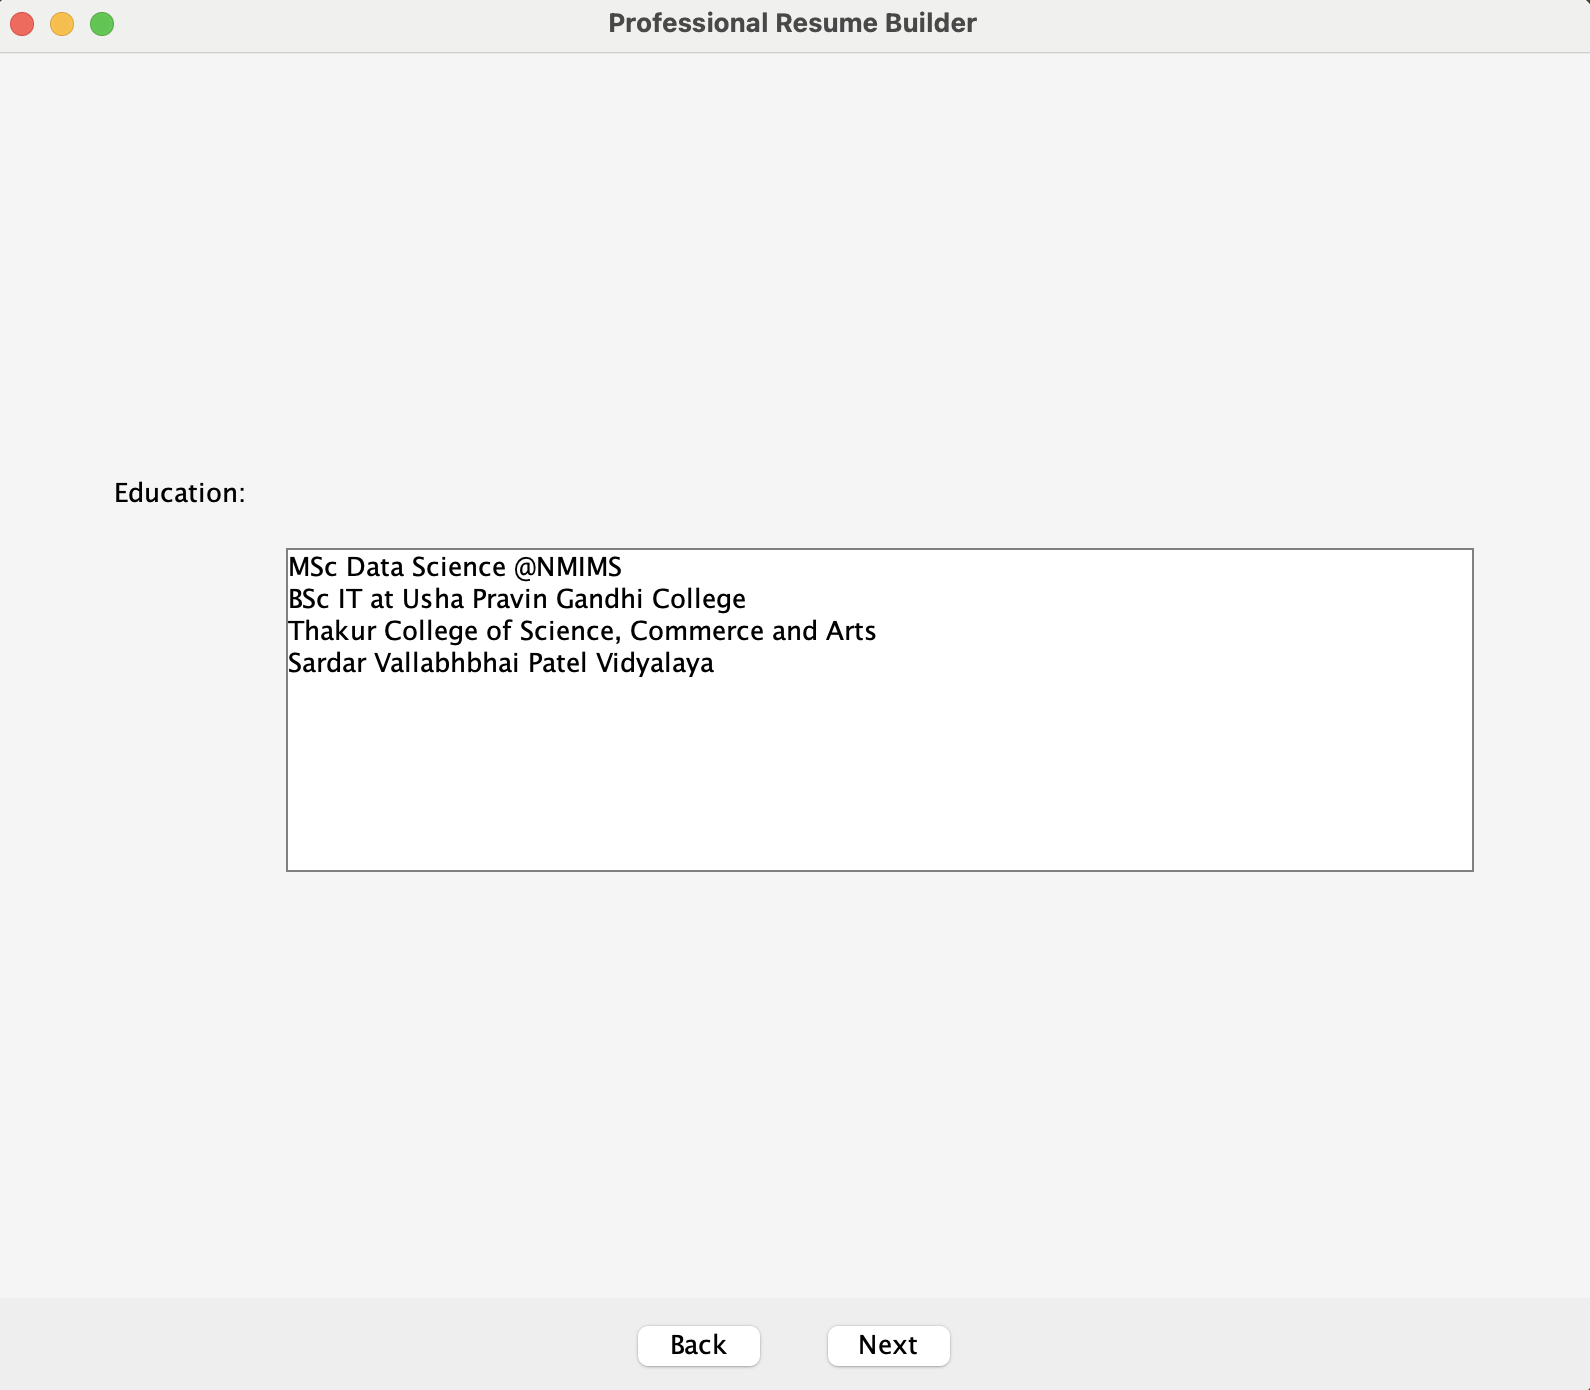 Professional Resume Builder
Education:
MSc Data Science @NMIMS
BSc IT at Usha Pravin Gandhi College
Thakur College of Science, Commerce and Arts
Sardar Vallabhbhai Patel Vidyalaya
Back
Next